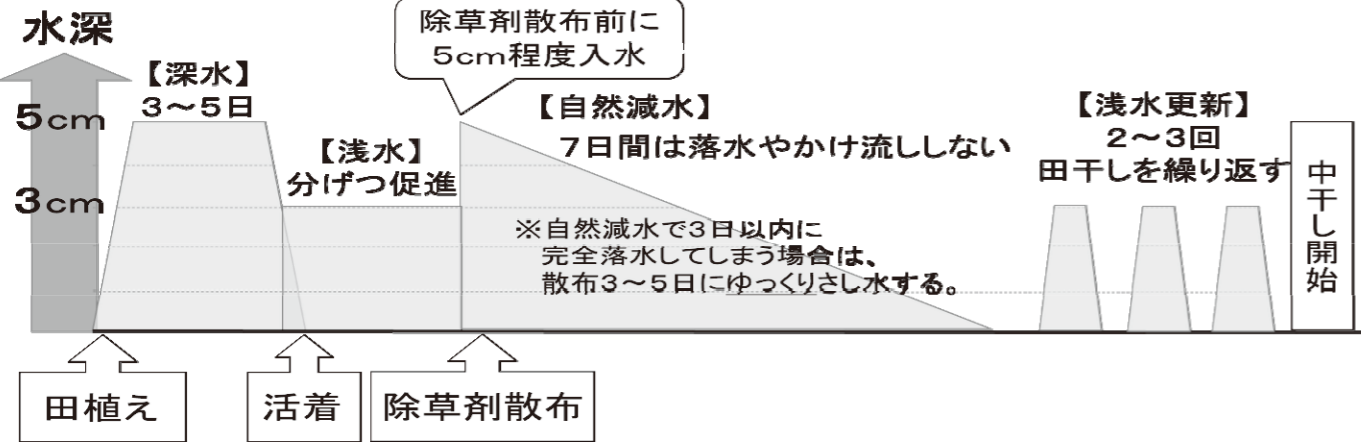 水深
5cm
3cm
【深水】
3～5日
【浅水】
分げつ促進
除草剤散布前に
5cm程度入水
【自然減水】
7日間は落水やかけ流ししない
※自然減水で3日以内に
完全落水してしまう場合は、
散布3～5日にゆっくりさし水する。
【浅水更新】
2～3回
田干しを繰り返す
中干し開始
田植え
活着
除草剤散布